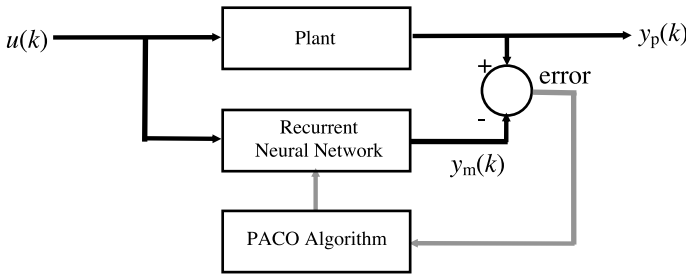 u(k)
Plant
yp(k)
+
error
-
Recurrent
Neural Network
ym(k)
PACO Algorithm